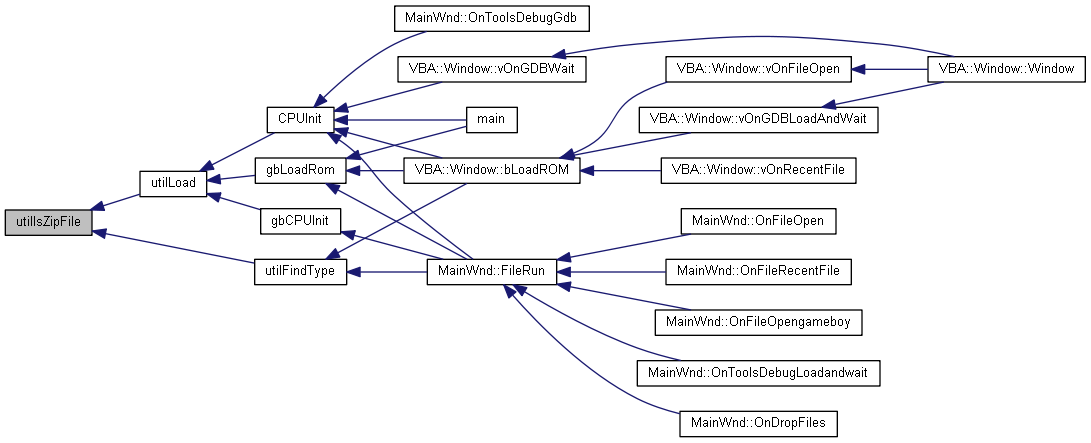 MainWnd::OnToolsDebugGdb
VBA::Window::vOnGDBWait
VBA::Window::vOnFileOpen
VBA::Window::Window
CPUInit
main
VBA::Window::vOnGDBLoadAndWait
gbLoadRom
VBA::Window::bLoadROM
VBA::Window::vOnRecentFile
utilLoad
utilIsZipFile
gbCPUInit
MainWnd::OnFileOpen
utilFindType
MainWnd::FileRun
MainWnd::OnFileRecentFile
MainWnd::OnFileOpengameboy
MainWnd::OnToolsDebugLoadandwait
MainWnd::OnDropFiles